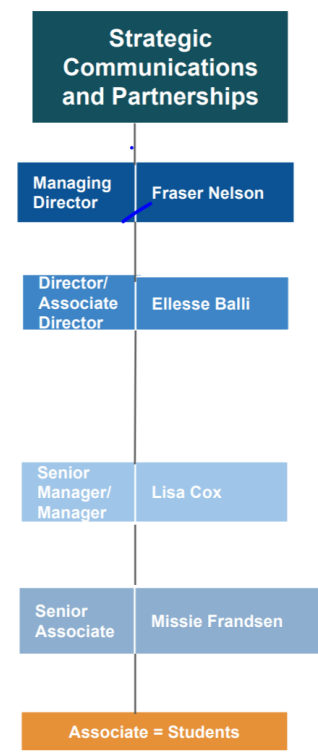 Strategic
Communications
and Partnerships
Managing
Director
Fraser Nelson
Director/
Associate
Director
Ellesse Balli
Senior
Manager/
Manager
Lisa Cox
Senior
Associate
Missie Frandsen
Associate = Students